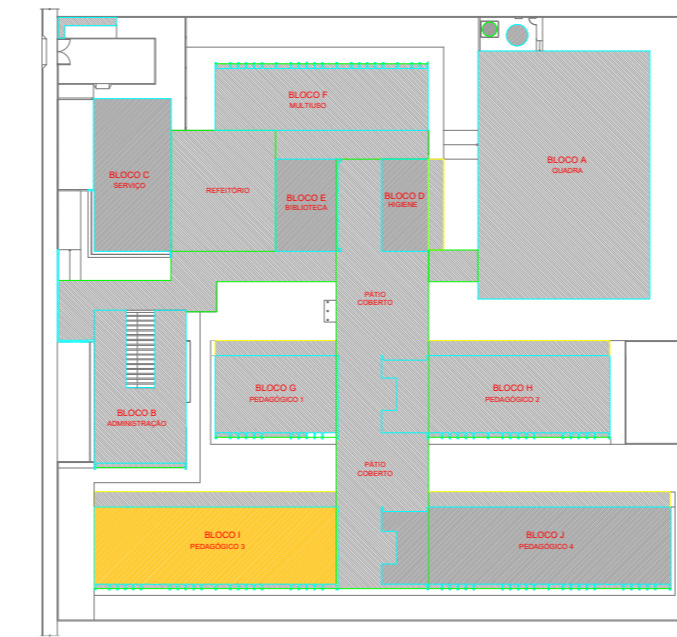 BLOCO F
MULTIUSO
BLOCO A
QUADRA
BLOCO C
SERVIÇO
REFEITÓRIO
BLOCO E
BIBLIOTECA
BLOCO D
HIGIENE
PÁTIO
COBERTO
BLOCO G
PEDAGÓGICO 1
BLOCO H
PEDAGÓGICO 2
BLOCO B
ADMINISTRAÇÃO
PÁTIO
COBERTO
BLOCO I
PEDAGÓGICO 3
BLOCO J
PEDAGÓGICO 4